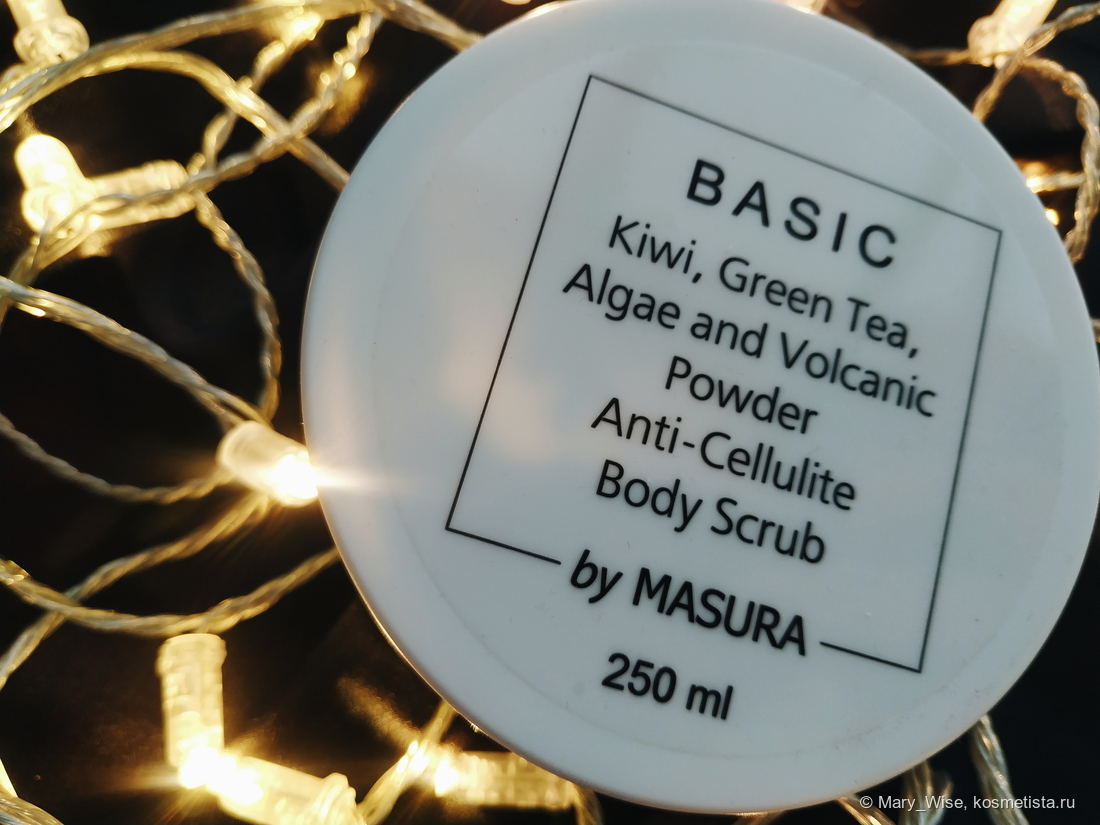 BASIC
Kiwi, Green Tea,
Algae and Volcanic
Powder
Anti-Cellulite
Body Scrub
by MASURA
250 ml
© Mary_Wise, kosmetista.ru